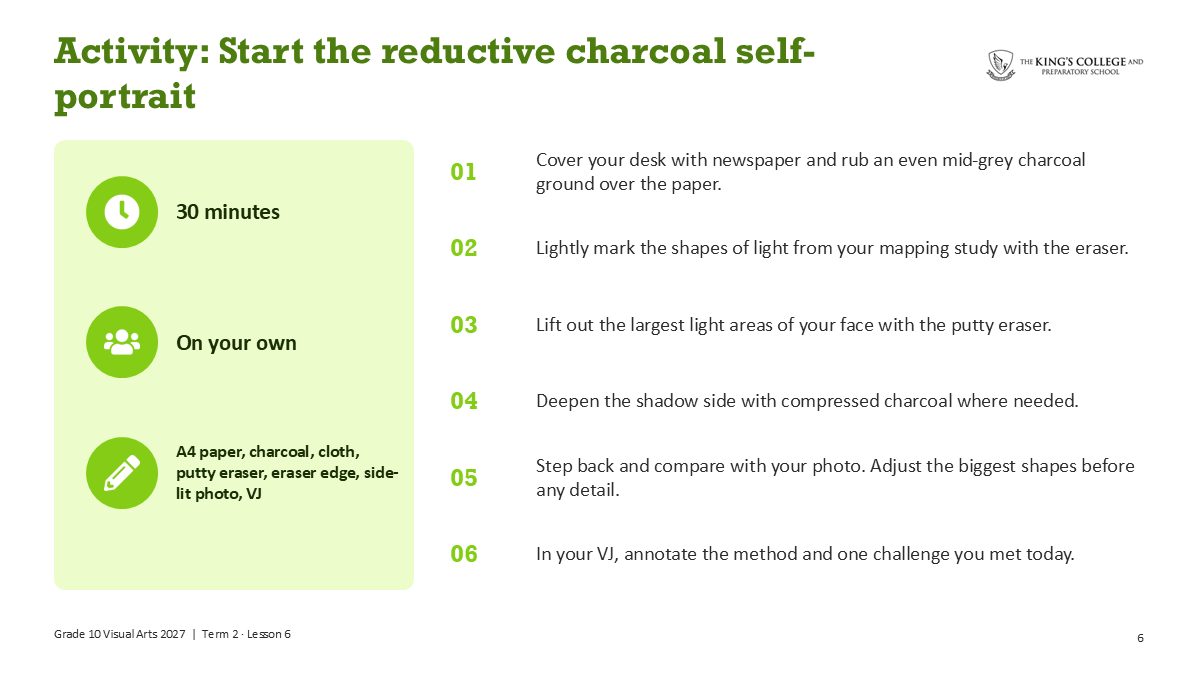 Activity: Start the reductive charcoal self-
portrait
THE KING'S COLLEGE AND
PREPARATORY SCHOOL
30 minutes
On your own
A4 paper, charcoal, cloth,
putty eraser, eraser edge, side-
lit photo, VJ
01
Cover your desk with newspaper and rub an even mid-grey charcoal
ground over the paper.
02
Lightly mark the shapes of light from your mapping study with the eraser.
03
Lift out the largest light areas of your face with the putty eraser.
04
Deepen the shadow side with compressed charcoal where needed.
05
Step back and compare with your photo. Adjust the biggest shapes before
any detail.
06
In your VJ, annotate the method and one challenge you met today.
Grade 10 Visual Arts 2027 | Term 2 · Lesson 6
6